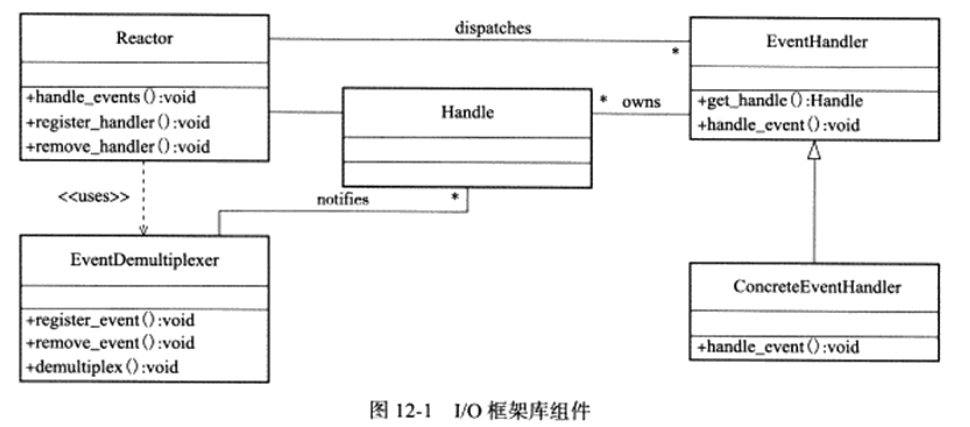 Reactor
+handle_events():void
+register_handler():void
+remove_handler():void
dispatches
*
EventHandler
+get_handle():Handle
+handle_event():void
Handle
* owns
<<uses>>
notifies
*
EventDemultiplexer
+register_event():void
+remove_event():void
+demultiplex():void
ConcreteEventHandler
+handle_event():void
图 12-1 I/O 框架库组件